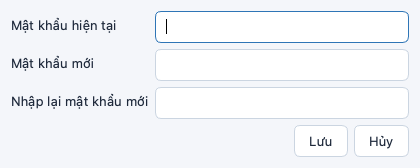 Mật khẩu hiện tại
Mật khẩu mới
Nhập lại mật khẩu mới
Lưu Hủy